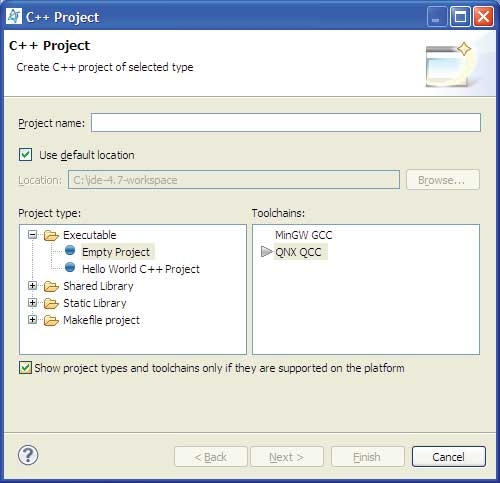 C++ Project
C++ Project
Create C++ project of selected type
Project name:
Use default location
Location: C:\ide-4.7-workspace Browse...
Project type: Toolchains:
Executable MinGW GCC
Empty Project QNX QCC
Hello World C++ Project
Shared Library
Static Library
Makefile project
Show project types and toolchains only if they are supported on the platform
? < Back Next > Finish Cancel